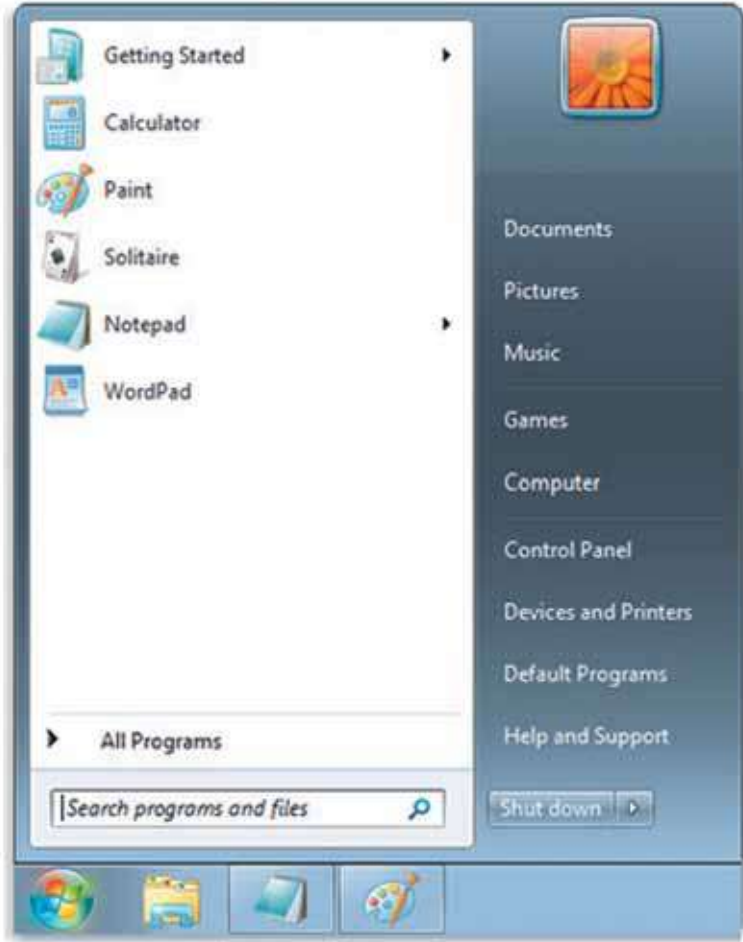 Getting Started
Calculator
Paint
Solitaire
Notepad
WordPad
All Programs
Search programs and files
Documents
Pictures
Music
Games
Computer
Control Panel
Devices and Printers
Default Programs
Help and Support
Shut down